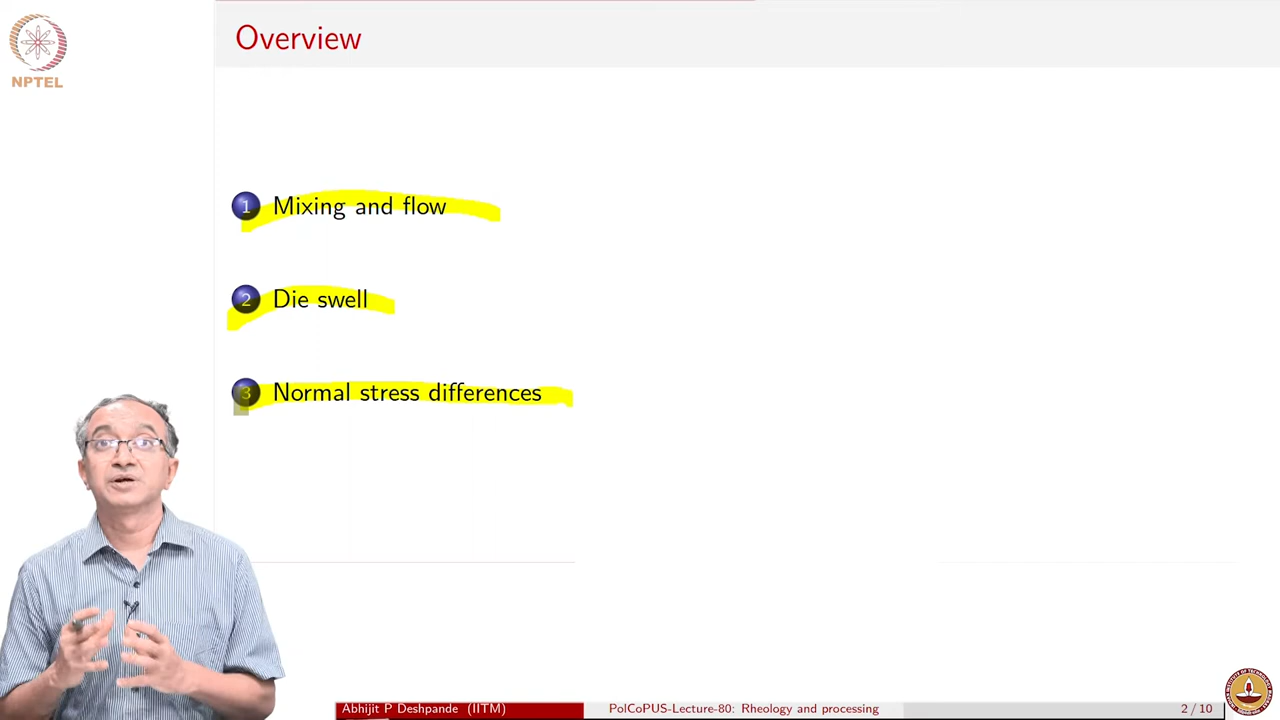 Overview
NPTEL
1 Mixing and flow
2 Die swell
3 Normal stress differences
Abhijit P Deshpande (IITM) PolCoPUS-Lecture-80: Rheology and processing 2 / 10